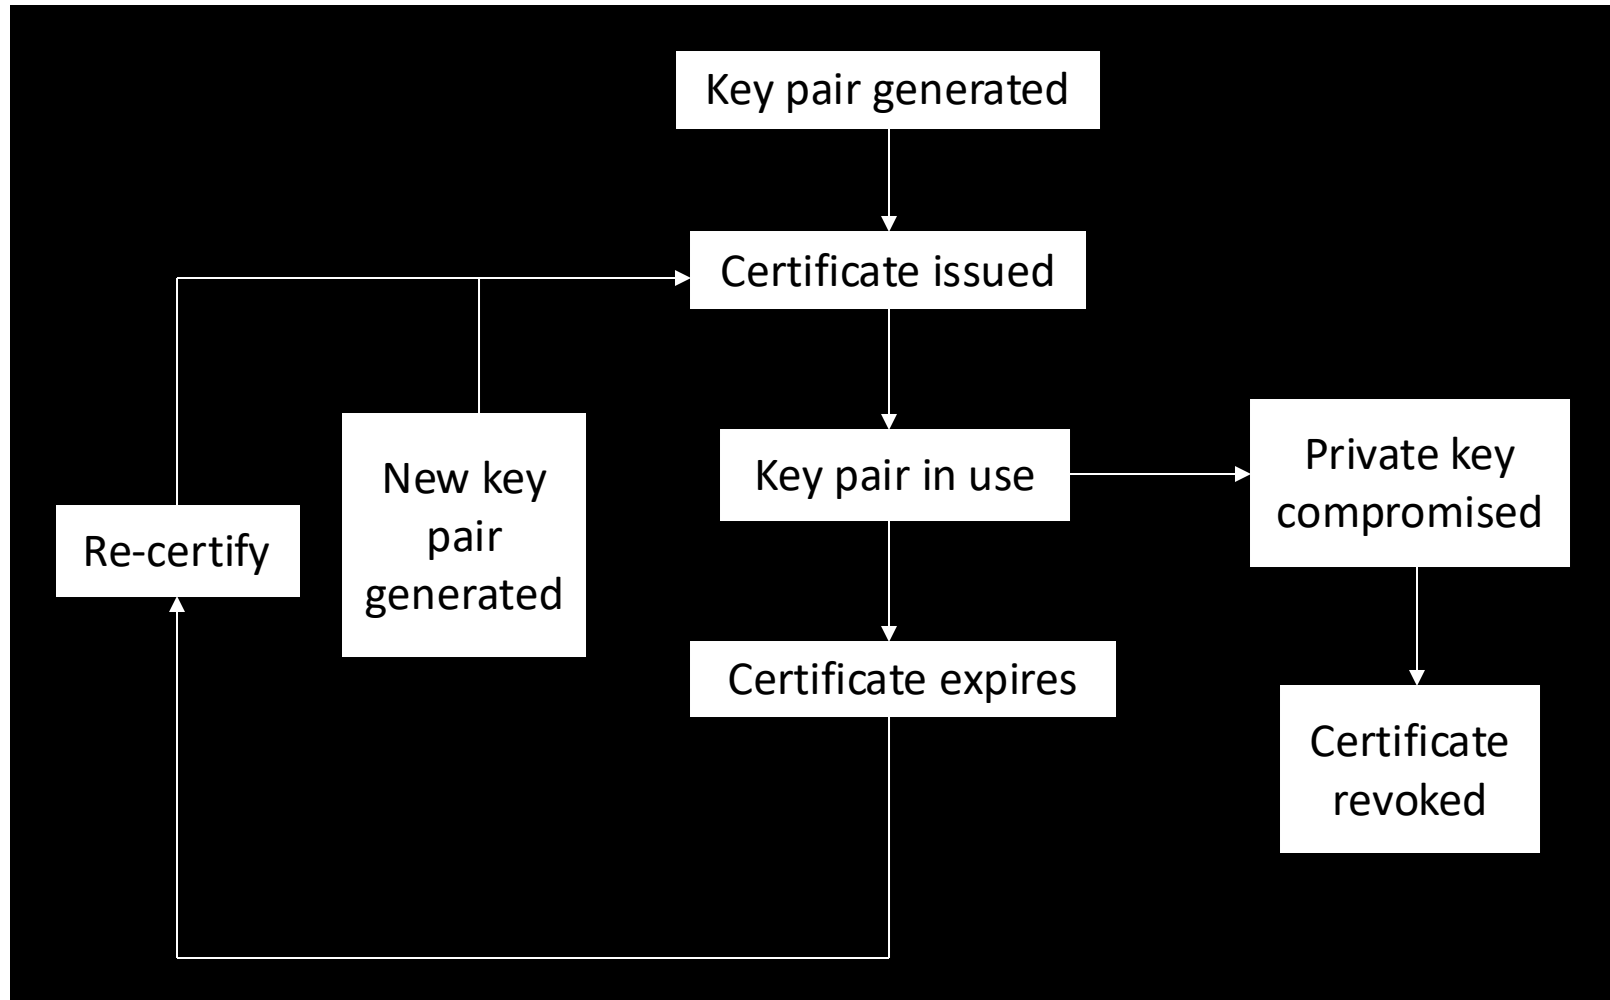 Key pair generated
Certificate issued
Key pair in use
Private key
compromised
New key
pair
generated
Re-certify
Certificate expires
Certificate
revoked